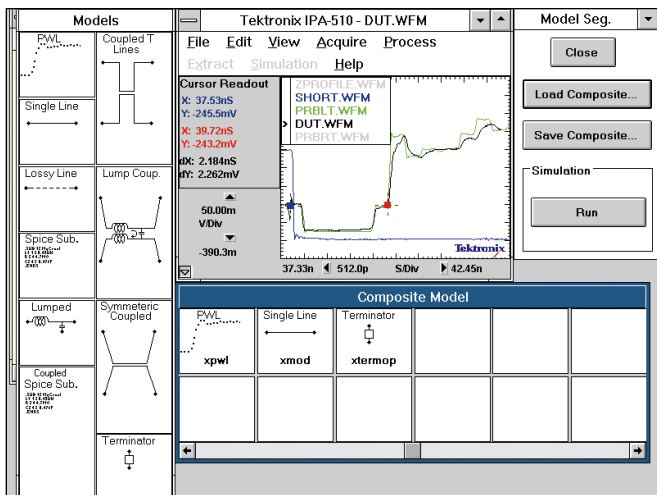 Models
PWL
Coupled T
Lines
Single Line
Lossy Line
Lump Coup.
Spice Sub.
Lumped
Symmeteric
Coupled
Coupled
Spice Sub.
Terminator
Tektronix IPA-510 - DUT.WFM
File Edit View Acquire Process
Extract Simulation Help
Cursor Readout
X: 37.53nS
Y: -245.5mV
X: 39.72nS
Y: -243.2mV
dX: 2.184nS
dY: 2.262mV
50.00m
V/Div
-390.3m
ZPROFILE.WFM
SHORT.WFM
PRBLT.WFM
> DUT.WFM
PRBRT.WFM
Tektronix
37.33n 512.0p S/Div 42.45n
Model Seg.
Close
Load Composite...
Save Composite...
Simulation
Run
Composite Model
PWL
xpwl
Single Line
xmod
Terminator
xtermop